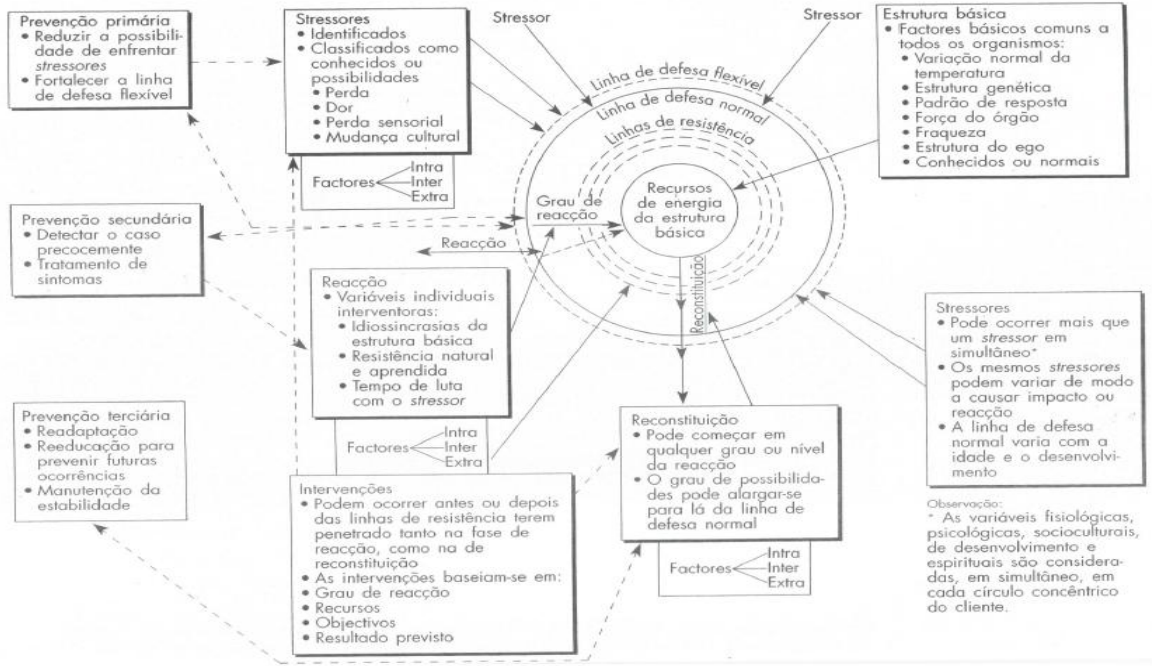 Prevenção primária
• Reduzir a possibili-
dade de enfrentar
stressores
• Fortalecer a linha
de defesa flexível
Stressores
• Identificados
• Classificados como
conhecidos ou
possibilidades
• Perda
• Dor
• Perda sensorial
• Mudança cultural
Factores
Intra
Inter
Extra
Stressor
Stressor
Linha de defesa flexível
Linha de defesa normal
Linhas de resistência
Recursos
de energia
da estrutura
básica
Grau de
reacção
Reacção
Reconstituição
Estrutura básica
• Factores básicos comuns a
todos os organismos:
• Variação normal da
temperatura
• Estrutura genética
• Padrão de resposta
• Força do órgão
• Fraqueza
• Estrutura do ego
• Conhecidos ou normais
Prevenção secundária
• Detectar o caso
precocemente
• Tratamento de
sintomas
Reacção
• Variáveis individuais
interventoras:
• Idiossincrasias da
estrutura básica
• Resistência natural
e aprendida
• Tempo de luta
com o stressor
Factores
Intra
Inter
Extra
Stressores
• Pode ocorrer mais que
um stressor em
simultâneo*
• Os mesmos stressores
podem variar de modo
a causar impacto ou
reacção
• A linha de defesa
normal varia com a
idade e o desenvolvi-
mento
Prevenção terciária
• Readaptação
• Reeducação para
prevenir futuras
ocorrências
• Manutenção da
estabilidade
Intervenções
• Podem ocorrer antes ou depois
das linhas de resistência terem
penetrado tanto na fase de
reacção, como na de
reconstituição
• As intervenções baseiam-se em:
• Grau de reacção
• Recursos
• Objectivos
• Resultado previsto
Reconstituição
• Pode começar em
qualquer grau ou nível
da reacção
• O grau de possibilida-
des pode alargar-se
para lá da linha de
defesa normal
Factores
Intra
Inter
Extra
Observação:
* As variáveis fisiológicas,
psicológicas, socioculturais,
de desenvolvimento e
espirituais são considera-
das, em simultâneo, em
cada círculo concêntrico
do cliente.